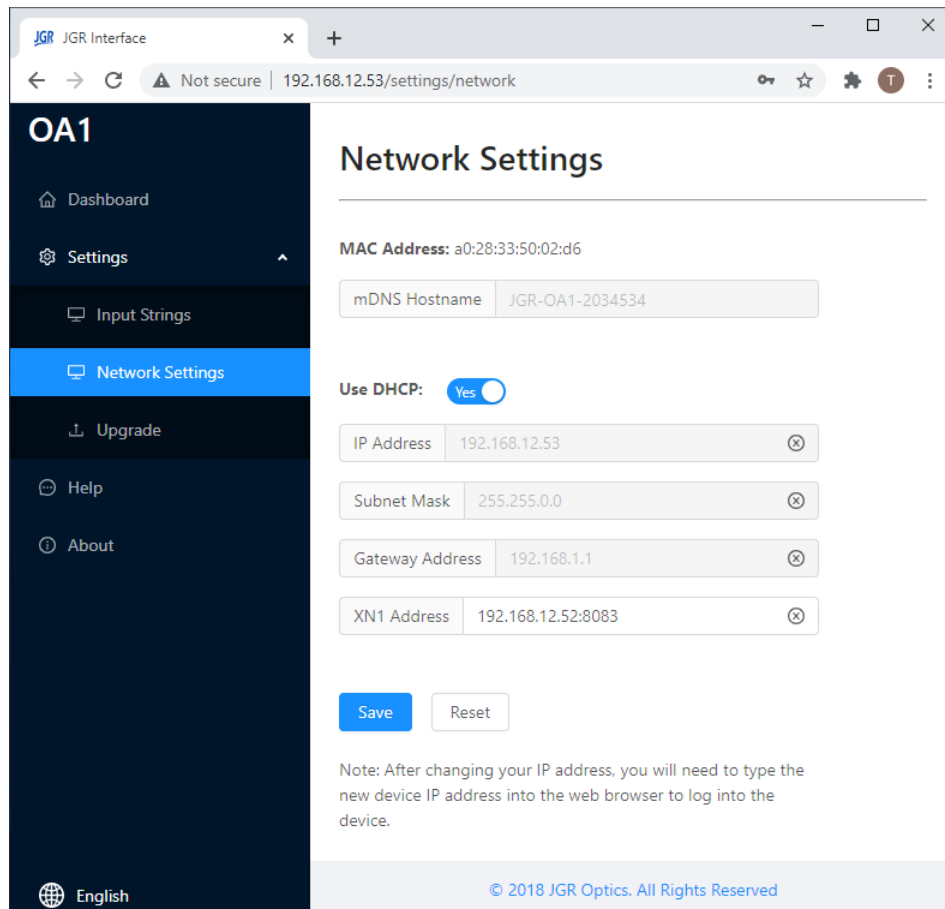 JGR JGR Interface
Not secure 192.168.12.53/settings/network T
OA1
Dashboard
Settings
Input Strings
Network Settings
Upgrade
Help
About
English
Network Settings
MAC Address: a0:28:33:50:02:d6
mDNS Hostname JGR-OA1-2034534
Use DHCP: Yes
IP Address 192.168.12.53
Subnet Mask 255.255.0.0
Gateway Address 192.168.1.1
XN1 Address 192.168.12.52:8083
Save Reset
Note: After changing your IP address, you will need to type the
new device IP address into the web browser to log into the
device.
© 2018 JGR Optics. All Rights Reserved